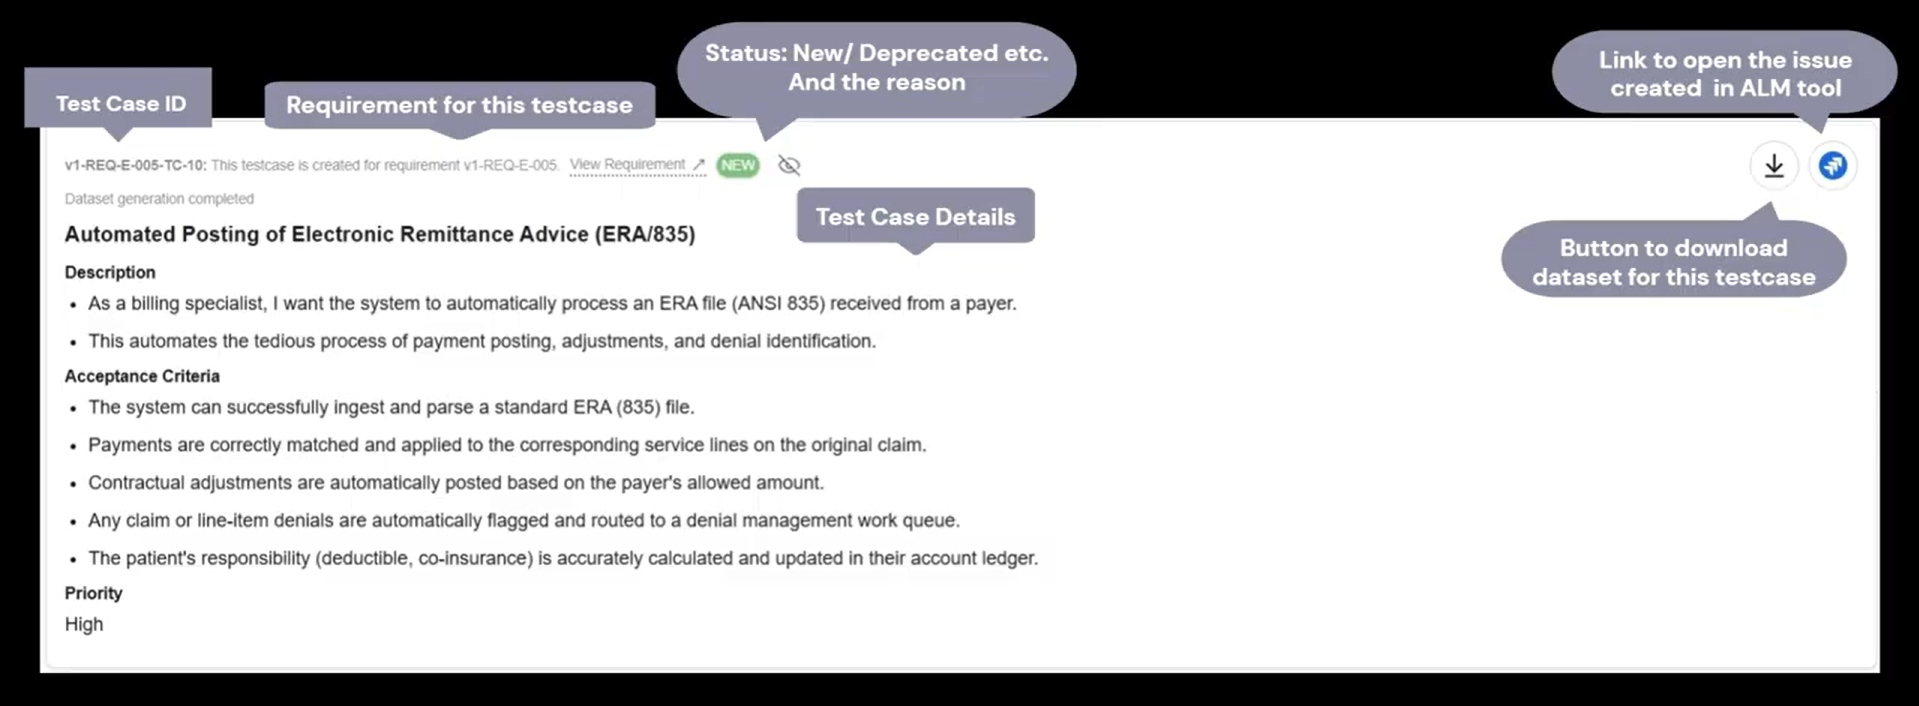 Status: New/ Deprecated etc.
And the reason
Link to open the issue
created in ALM tool
Test Case ID
Requirement for this testcase
v1-REQ-E-005-TC-10: This testcase is created for requirement v1-REQ-E-005. View Requirement ↗ NEW
Dataset generation completed
Test Case Details
Automated Posting of Electronic Remittance Advice (ERA/835)
Button to download
dataset for this testcase
Description
• As a billing specialist, I want the system to automatically process an ERA file (ANSI 835) received from a payer.
• This automates the tedious process of payment posting, adjustments, and denial identification.
Acceptance Criteria
• The system can successfully ingest and parse a standard ERA (835) file.
• Payments are correctly matched and applied to the corresponding service lines on the original claim.
• Contractual adjustments are automatically posted based on the payer's allowed amount.
• Any claim or line-item denials are automatically flagged and routed to a denial management work queue.
• The patient's responsibility (deductible, co-insurance) is accurately calculated and updated in their account ledger.
Priority
High